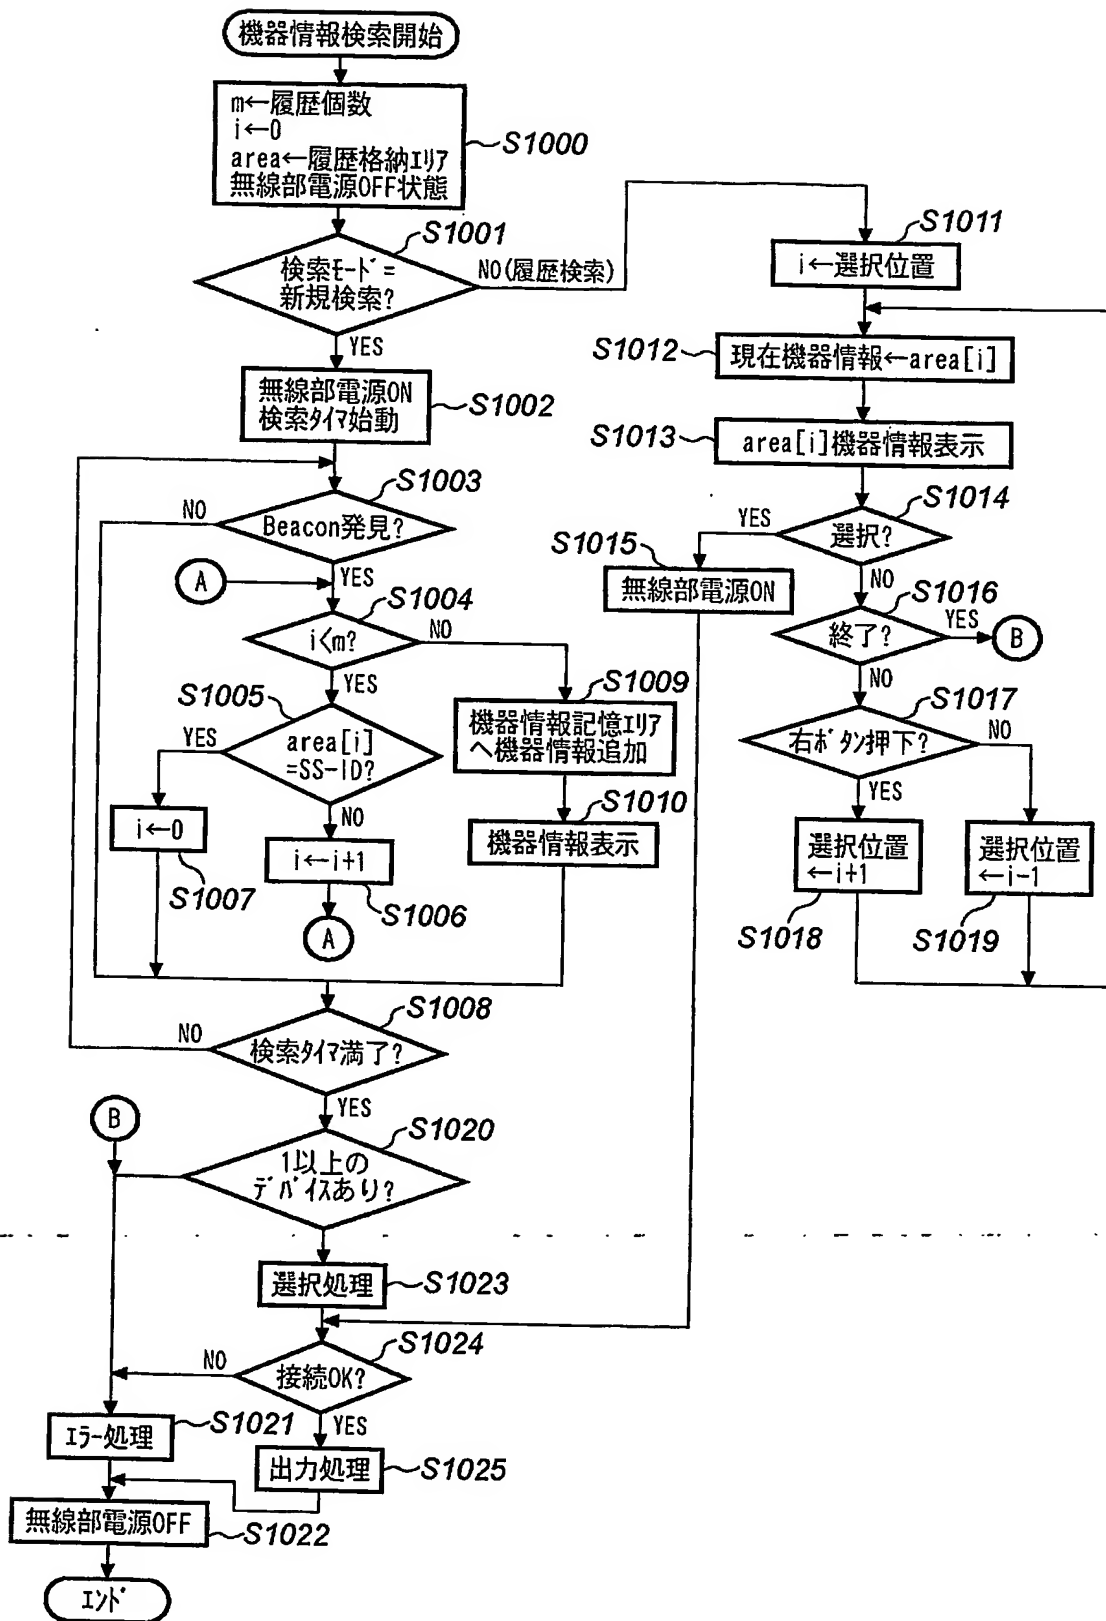 機器情報検索開始
m←履歴個数
i←0
area←履歴格納エリア
無線部電源OFF状態
S1000
S1001
検索モード=
新規検索?
NO(履歴検索)
YES
S1011
i←選択位置
無線部電源ON
検索タイマ始動
S1002
S1012
現在機器情報←area[i]
S1013
area[i]機器情報表示
S1003
NO
Beacon発見?
YES
S1014
YES
選択?
NO
S1015
無線部電源ON
A
S1004
i<m?
NO
YES
S1016
終了?
YES
B
NO
S1005
YES
area[i]
=SS-ID?
NO
S1009
機器情報記憶エリア
へ機器情報追加
S1017
右ボタン押下?
NO
YES
i←0
S1007
i←i+1
S1006
A
S1010
機器情報表示
選択位置
←i+1
S1018
選択位置
←i-1
S1019
S1008
NO
検索タイマ満了?
YES
B
S1020
1以上の
デバイスあり?
選択処理
S1023
S1024
NO
接続OK?
YES
エラー処理
S1021
出力処理
S1025
無線部電源OFF
S1022
エンド